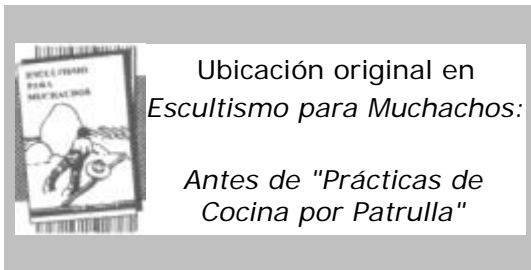 ESCULTISMO
PARA
MUCHACHOS
Ubicación original en
Escultismo para Muchachos:
Antes de "Prácticas de
Cocina por Patrulla"